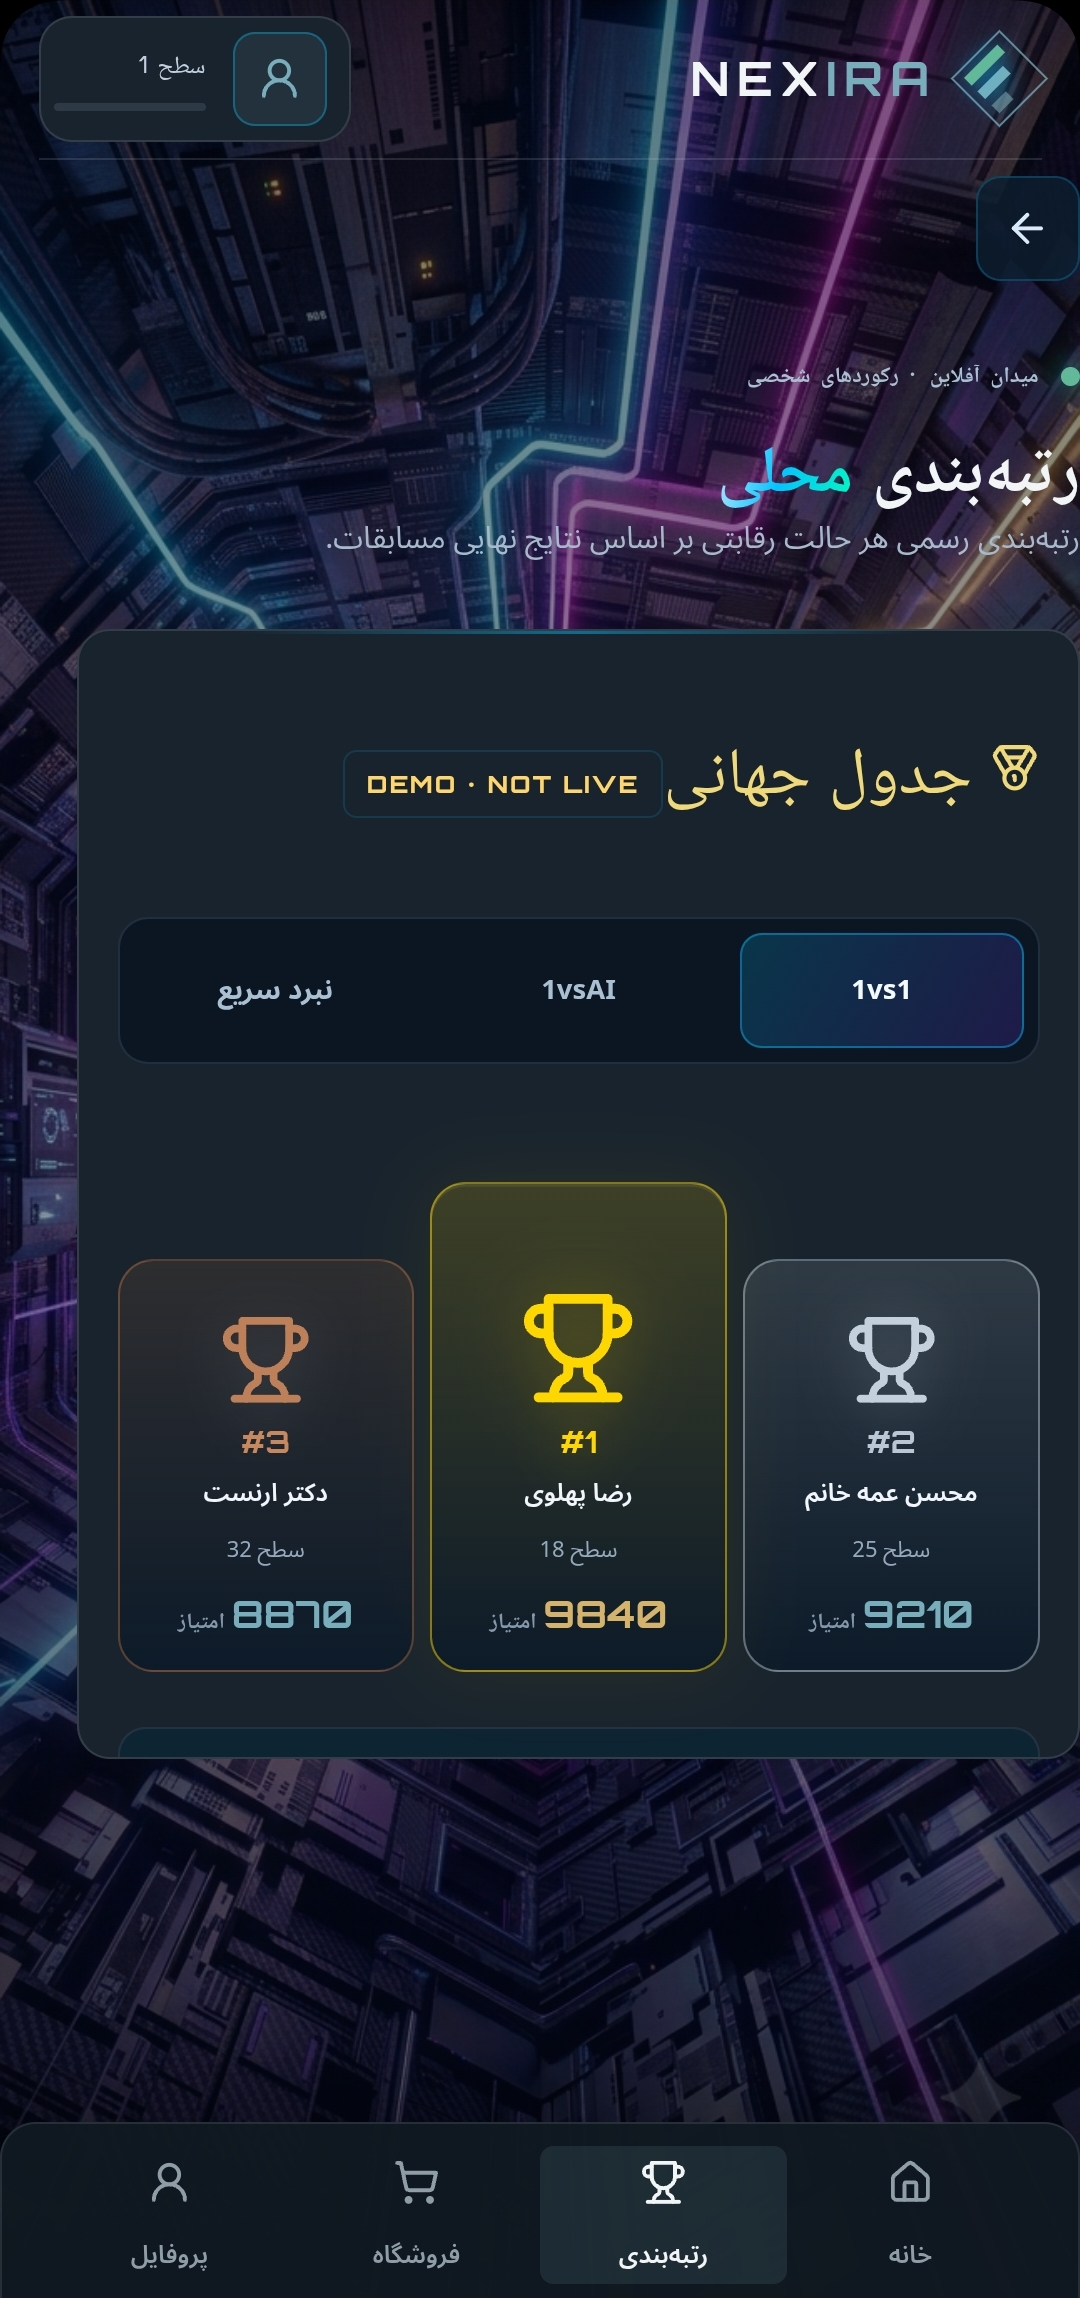 NEXIRA
سطح 1
میدان آفلاین · رکوردهای شخصی
رتبه‌بندی محلی
رتبه‌بندی رسمی هر حالت رقابتی بر اساس نتایج نهایی مسابقات.
جدول جهانی DEMO · NOT LIVE
1vs1
1vsAI
نبرد سریع
#2
محسن عمه خانم
سطح 25
9210 امتیاز
#1
رضا پهلوی
سطح 18
9840 امتیاز
#3
دکتر ارنست
سطح 32
8870 امتیاز
خانه
رتبه‌بندی
فروشگاه
پروفایل